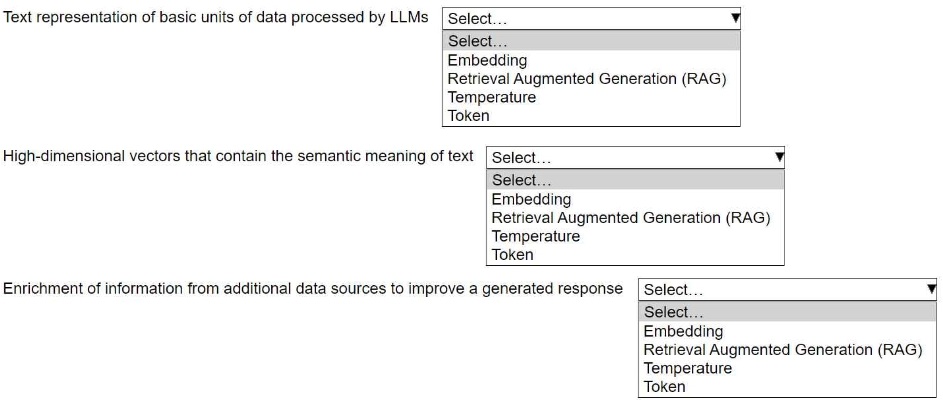 Text representation of basic units of data processed by LLMs Select...
Select...
Embedding
Retrieval Augmented Generation (RAG)
Temperature
Token
High-dimensional vectors that contain the semantic meaning of text Select...
Select...
Embedding
Retrieval Augmented Generation (RAG)
Temperature
Token
Enrichment of information from additional data sources to improve a generated response Select...
Select...
Embedding
Retrieval Augmented Generation (RAG)
Temperature
Token